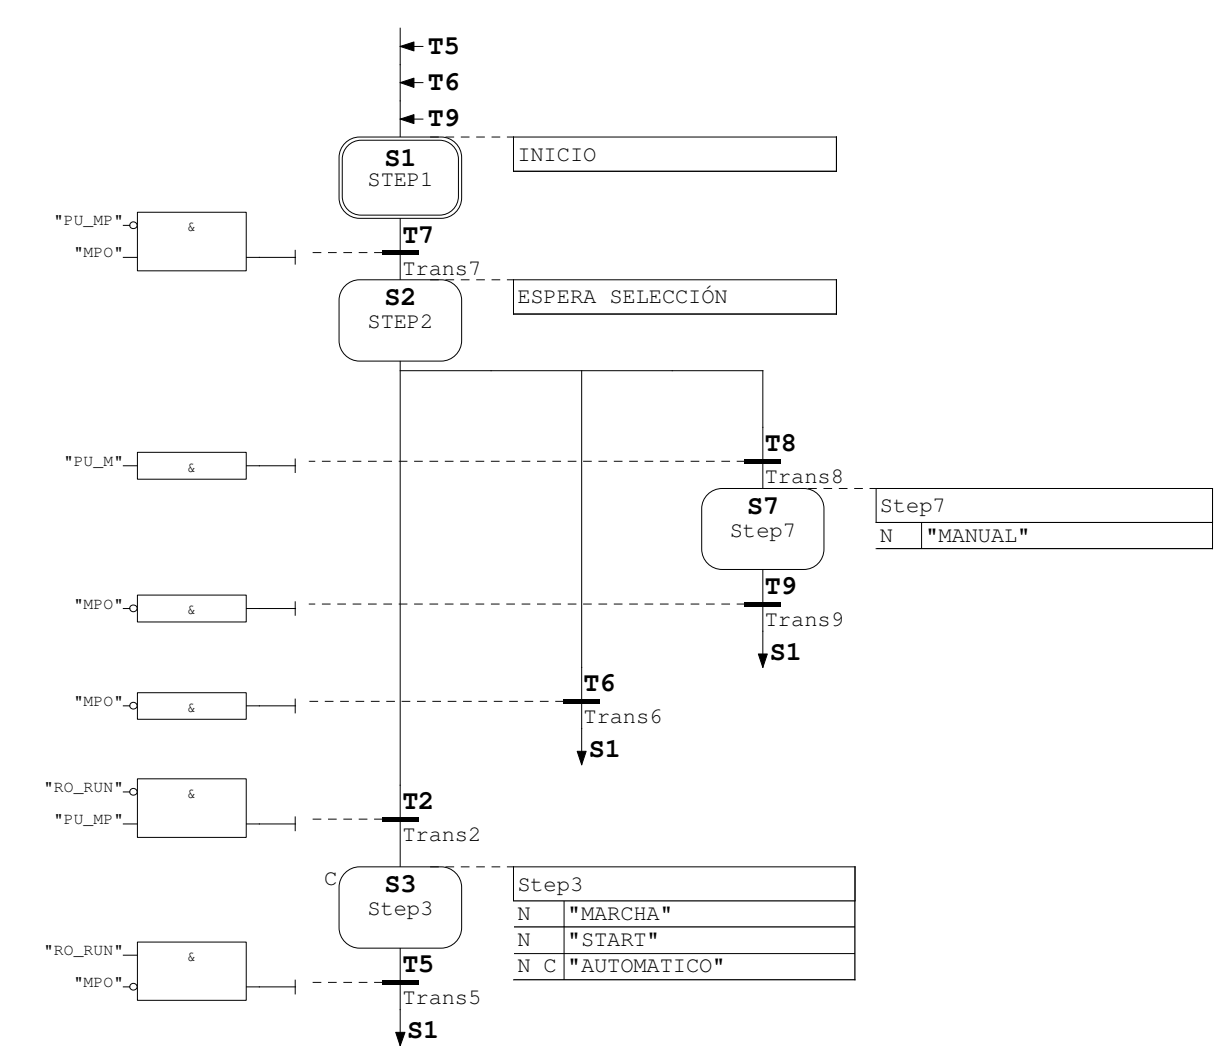 T5
T6
T9
S1
STEP1
INICIO
"PU_MP"
&
"MPO"
T7
Trans7
S2
STEP2
ESPERA SELECCIÓN
"PU_M"
&
T8
Trans8
S7
Step7
Step7
N "MANUAL"
"MPO"
&
T9
Trans9
S1
"MPO"
&
T6
Trans6
S1
"RO_RUN"
&
"PU_MP"
T2
Trans2
C
S3
Step3
Step3
N "MARCHA"
N "START"
N C "AUTOMATICO"
"RO_RUN"
&
"MPO"
T5
Trans5
S1